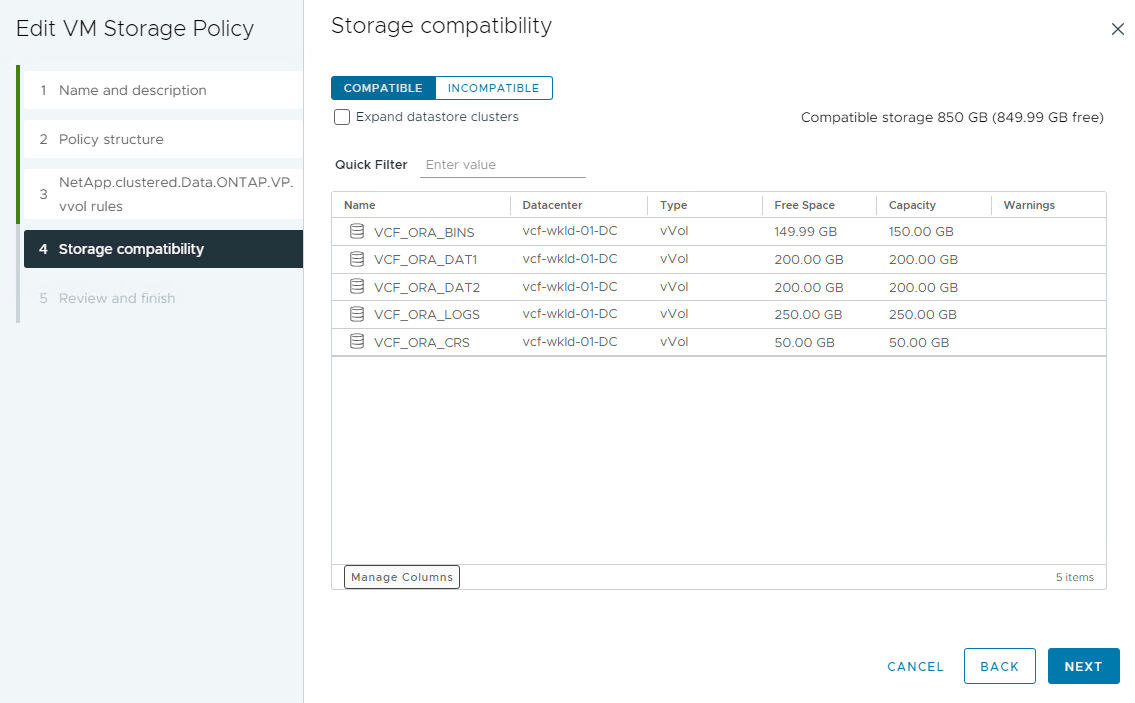 Edit VM Storage Policy
1 Name and description
2 Policy structure
3 NetApp.clustered.Data.ONTAP.VP.
vvol rules
4 Storage compatibility
5 Review and finish
Storage compatibility
COMPATIBLE INCOMPATIBLE
Expand datastore clusters
Compatible storage 850 GB (849.99 GB free)
Quick Filter Enter value
Name Datacenter Type Free Space Capacity Warnings
VCF_ORA_BINS vcf-wkld-01-DC vVol 149.99 GB 150.00 GB
VCF_ORA_DAT1 vcf-wkld-01-DC vVol 200.00 GB 200.00 GB
VCF_ORA_DAT2 vcf-wkld-01-DC vVol 200.00 GB 200.00 GB
VCF_ORA_LOGS vcf-wkld-01-DC vVol 250.00 GB 250.00 GB
VCF_ORA_CRS vcf-wkld-01-DC vVol 50.00 GB 50.00 GB
Manage Columns 5 items
CANCEL BACK NEXT